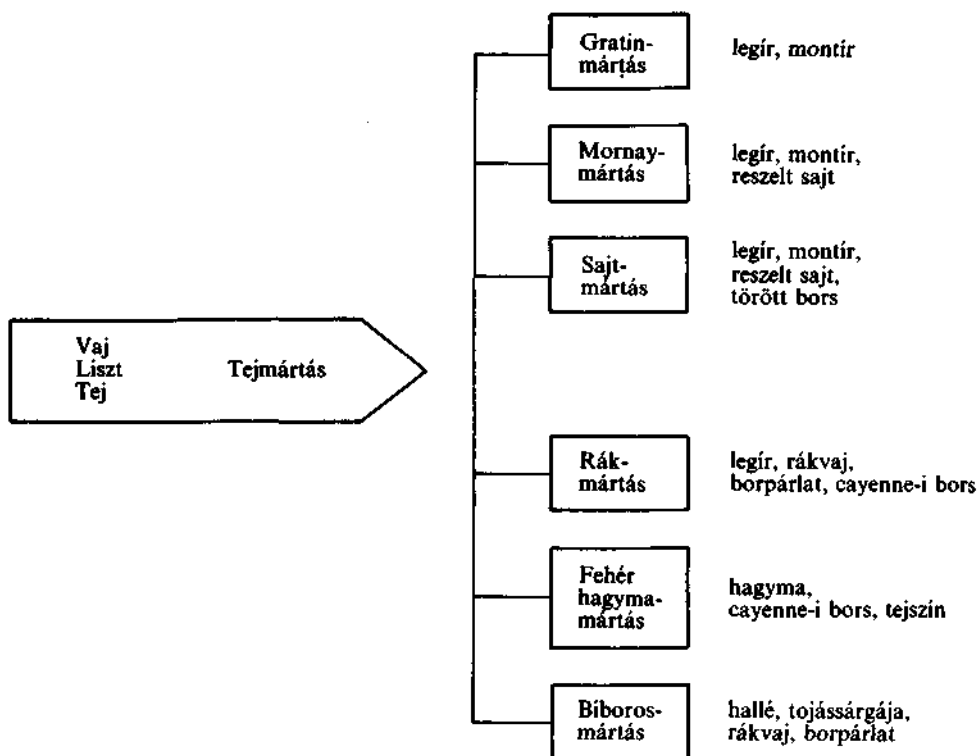 Gratin-
mártás
legír, montír
Mornay-
mártás
legír, montír,
reszelt sajt
Sajt-
mártás
legír, montír,
reszelt sajt,
törött bors
Vaj
Liszt
Tej
Tejmártás
Rák-
mártás
legír, rákvaj,
borpárlat, cayenne-i bors
Fehér
hagyma-
mártás
hagyma,
cayenne-i bors, tejszín
Bíboros-
mártás
hallé, tojássárgája,
rákvaj, borpárlat